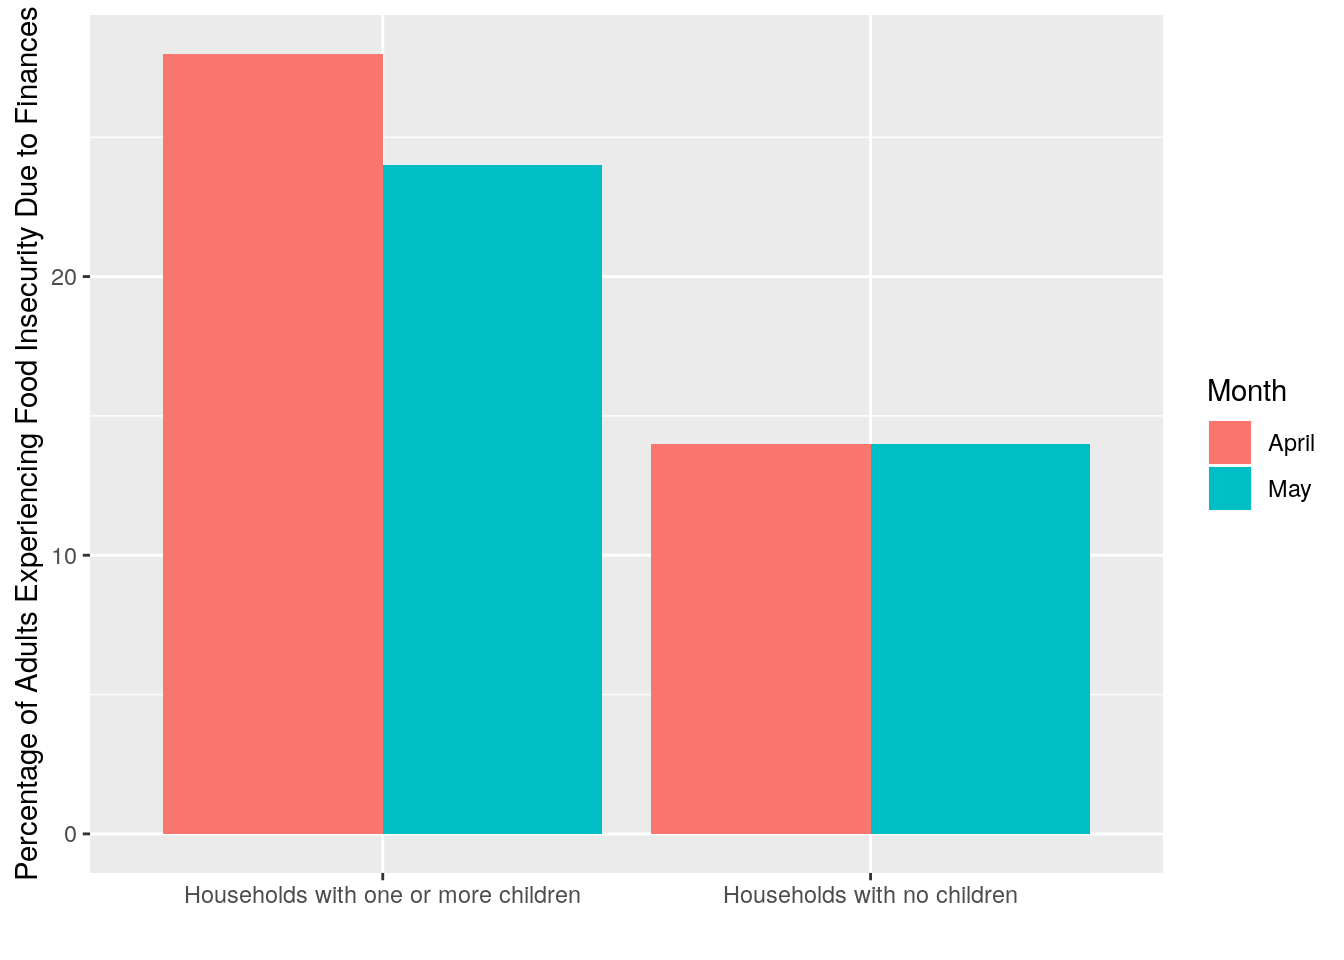 Percentage of Adults Experiencing Food Insecurity Due to Finances
20
10
0
Households with one or more children
Households with no children
Month
April
May